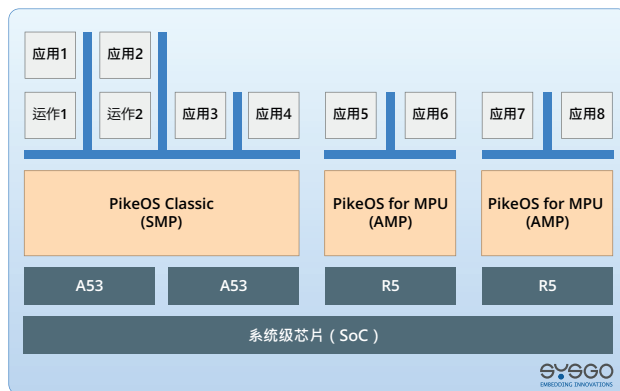 应用1
应用2
运作1
运作2
应用3
应用4
应用5
应用6
应用7
应用8
PikeOS Classic
(SMP)
PikeOS for MPU
(AMP)
PikeOS for MPU
(AMP)
A53
A53
R5
R5
系统级芯片 ( SoC )
SYSGO
EMBEDDING INNOVATIONS